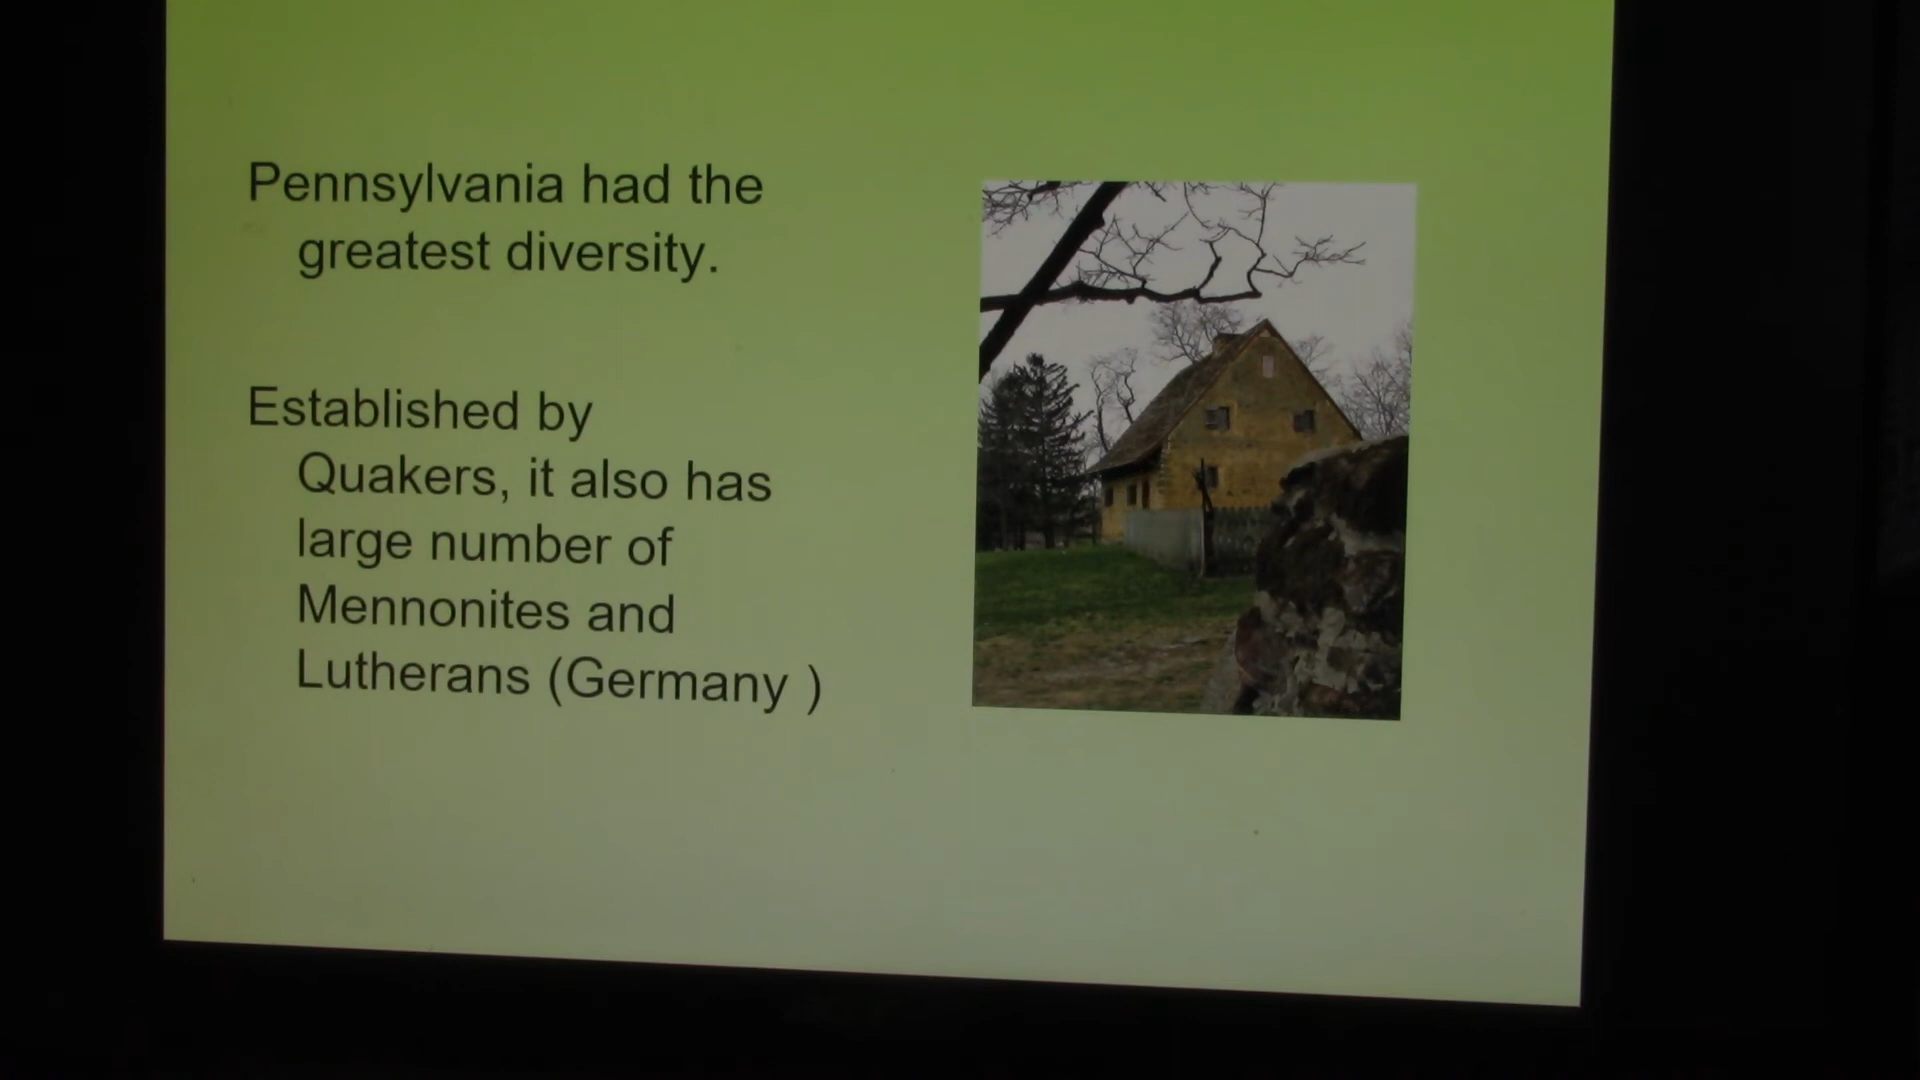 Pennsylvania had the
greatest diversity.
Established by
Quakers, it also has
large number of
Mennonites and
Lutherans (Germany )